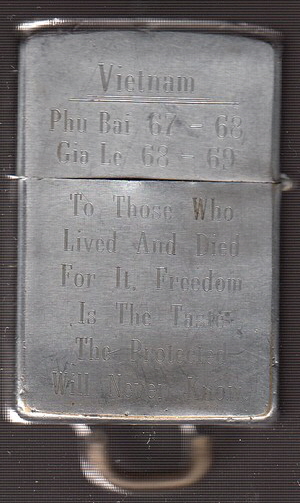 Vietnam
Phu Bai 67 - 68
Gia Le 68 - 69
To Those Who
Lived And Died
For It, Freedom
Is The Taste
The Protected
Will Never Know